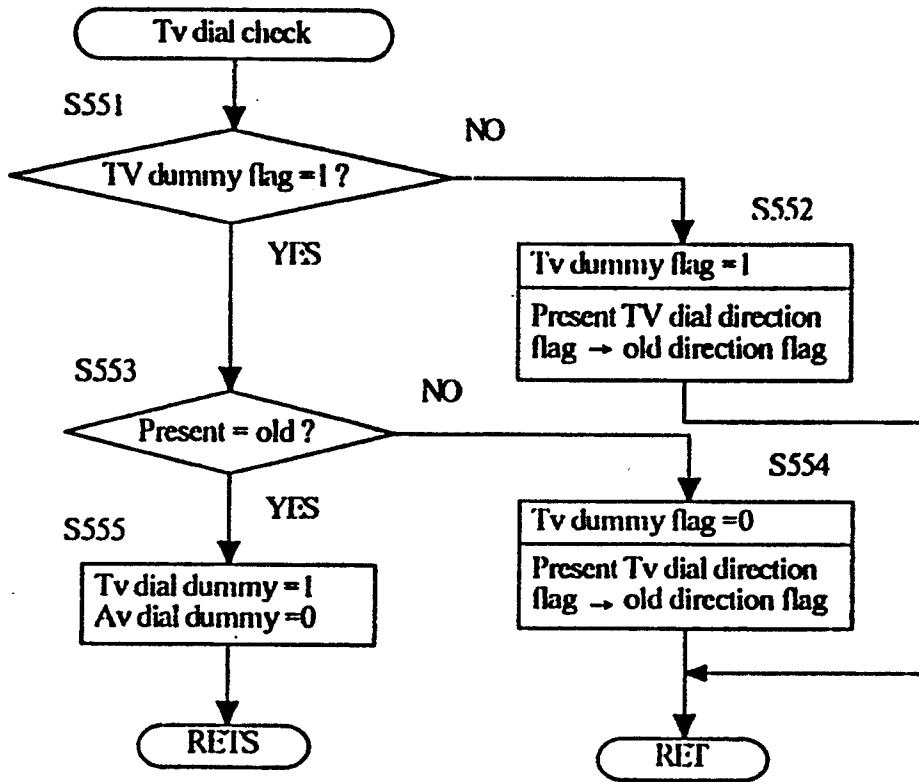 Tv dial check
S551
TV dummy flag =1 ?
NO
YES
S552
Tv dummy flag =1
Present TV dial direction
flag → old direction flag
S553
Present = old ?
NO
YES
S554
Tv dummy flag =0
Present Tv dial direction
flag → old direction flag
S555
Tv dial dummy =1
Av dial dummy =0
RETS
RET